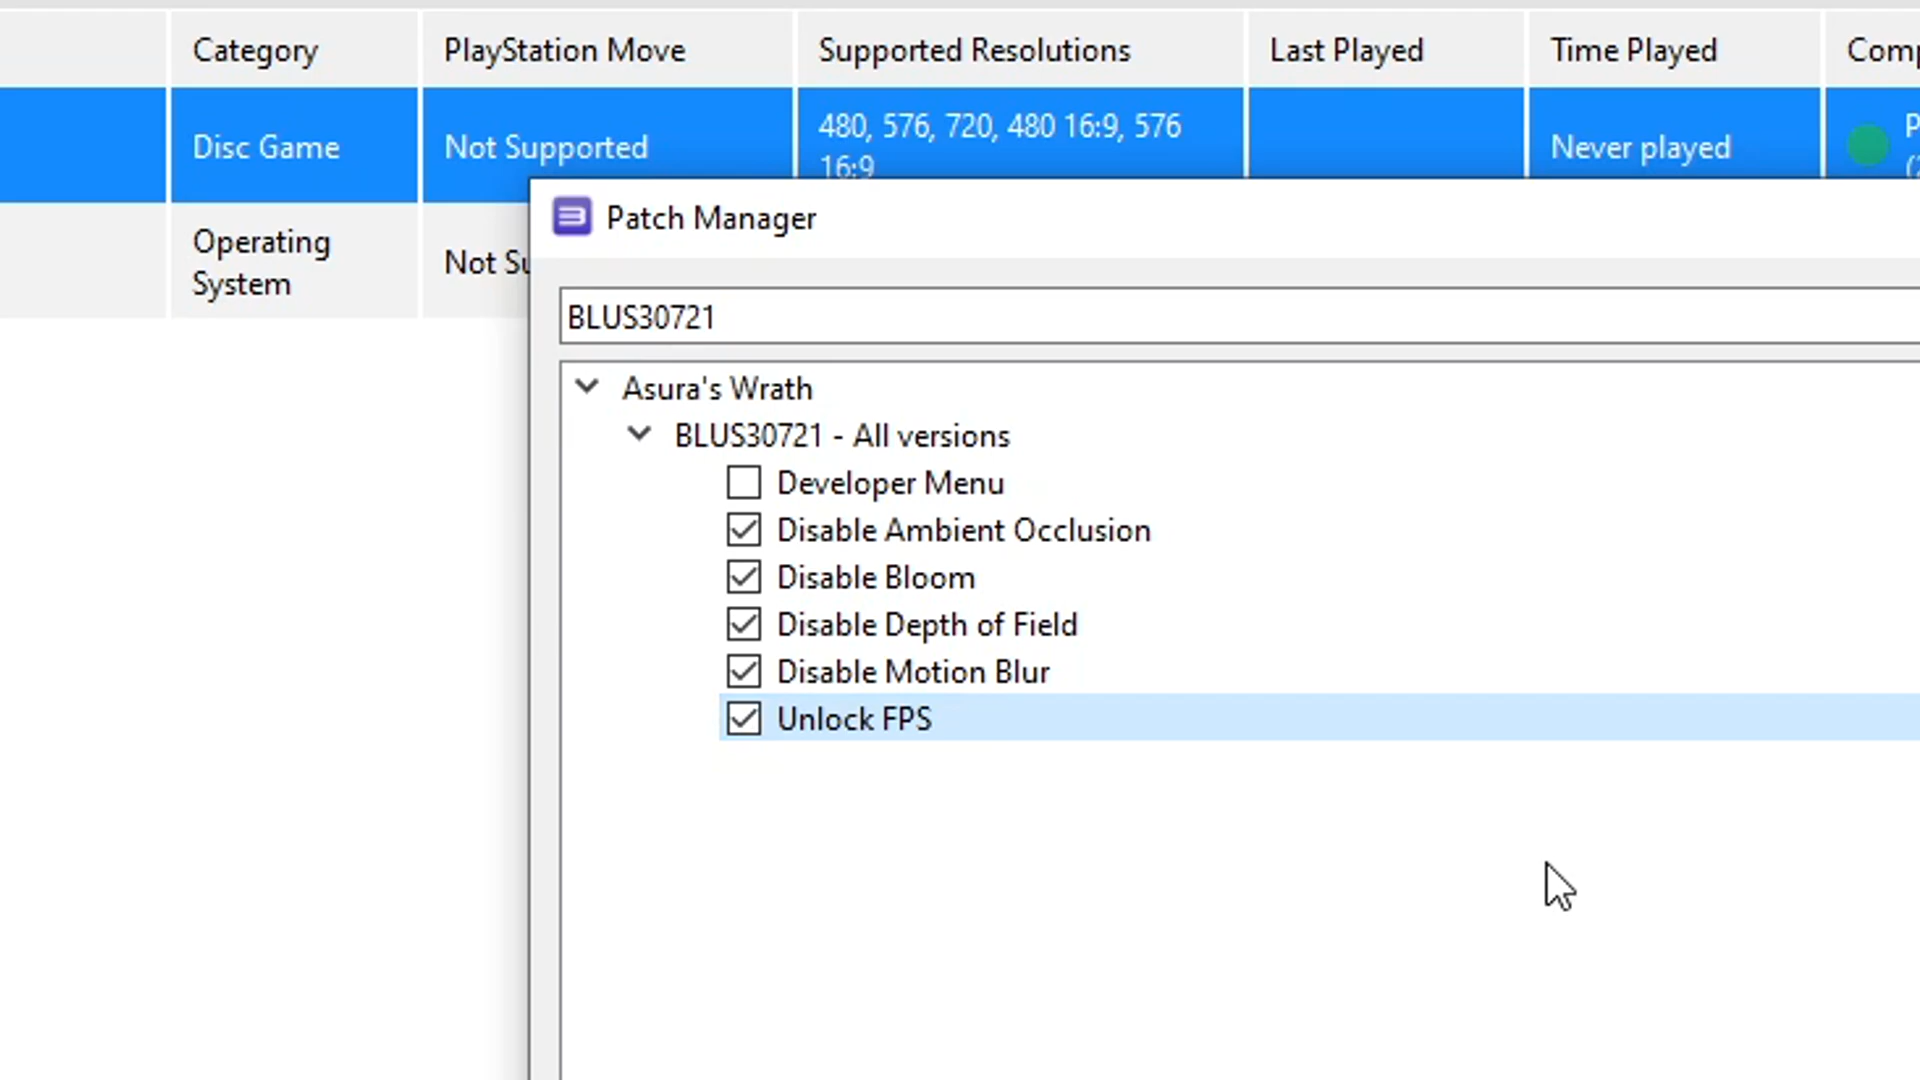 Category PlayStation Move Supported Resolutions Last Played Time Played
Disc Game Not Supported 480, 576, 720, 480 16:9, 576 Never played
16:9
Operating
System
Not
Patch Manager
BLUS30721
Asura's Wrath
BLUS30721 - All versions
Developer Menu
Disable Ambient Occlusion
Disable Bloom
Disable Depth of Field
Disable Motion Blur
Unlock FPS